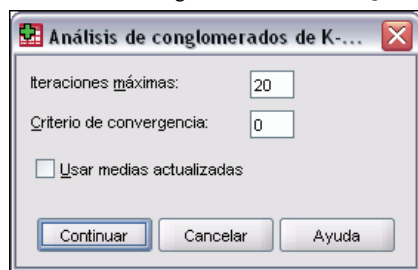 Análisis de conglomerados de K-...
Iteraciones máximas: 20
Criterio de convergencia: 0
Usar medias actualizadas
Continuar Cancelar Ayuda